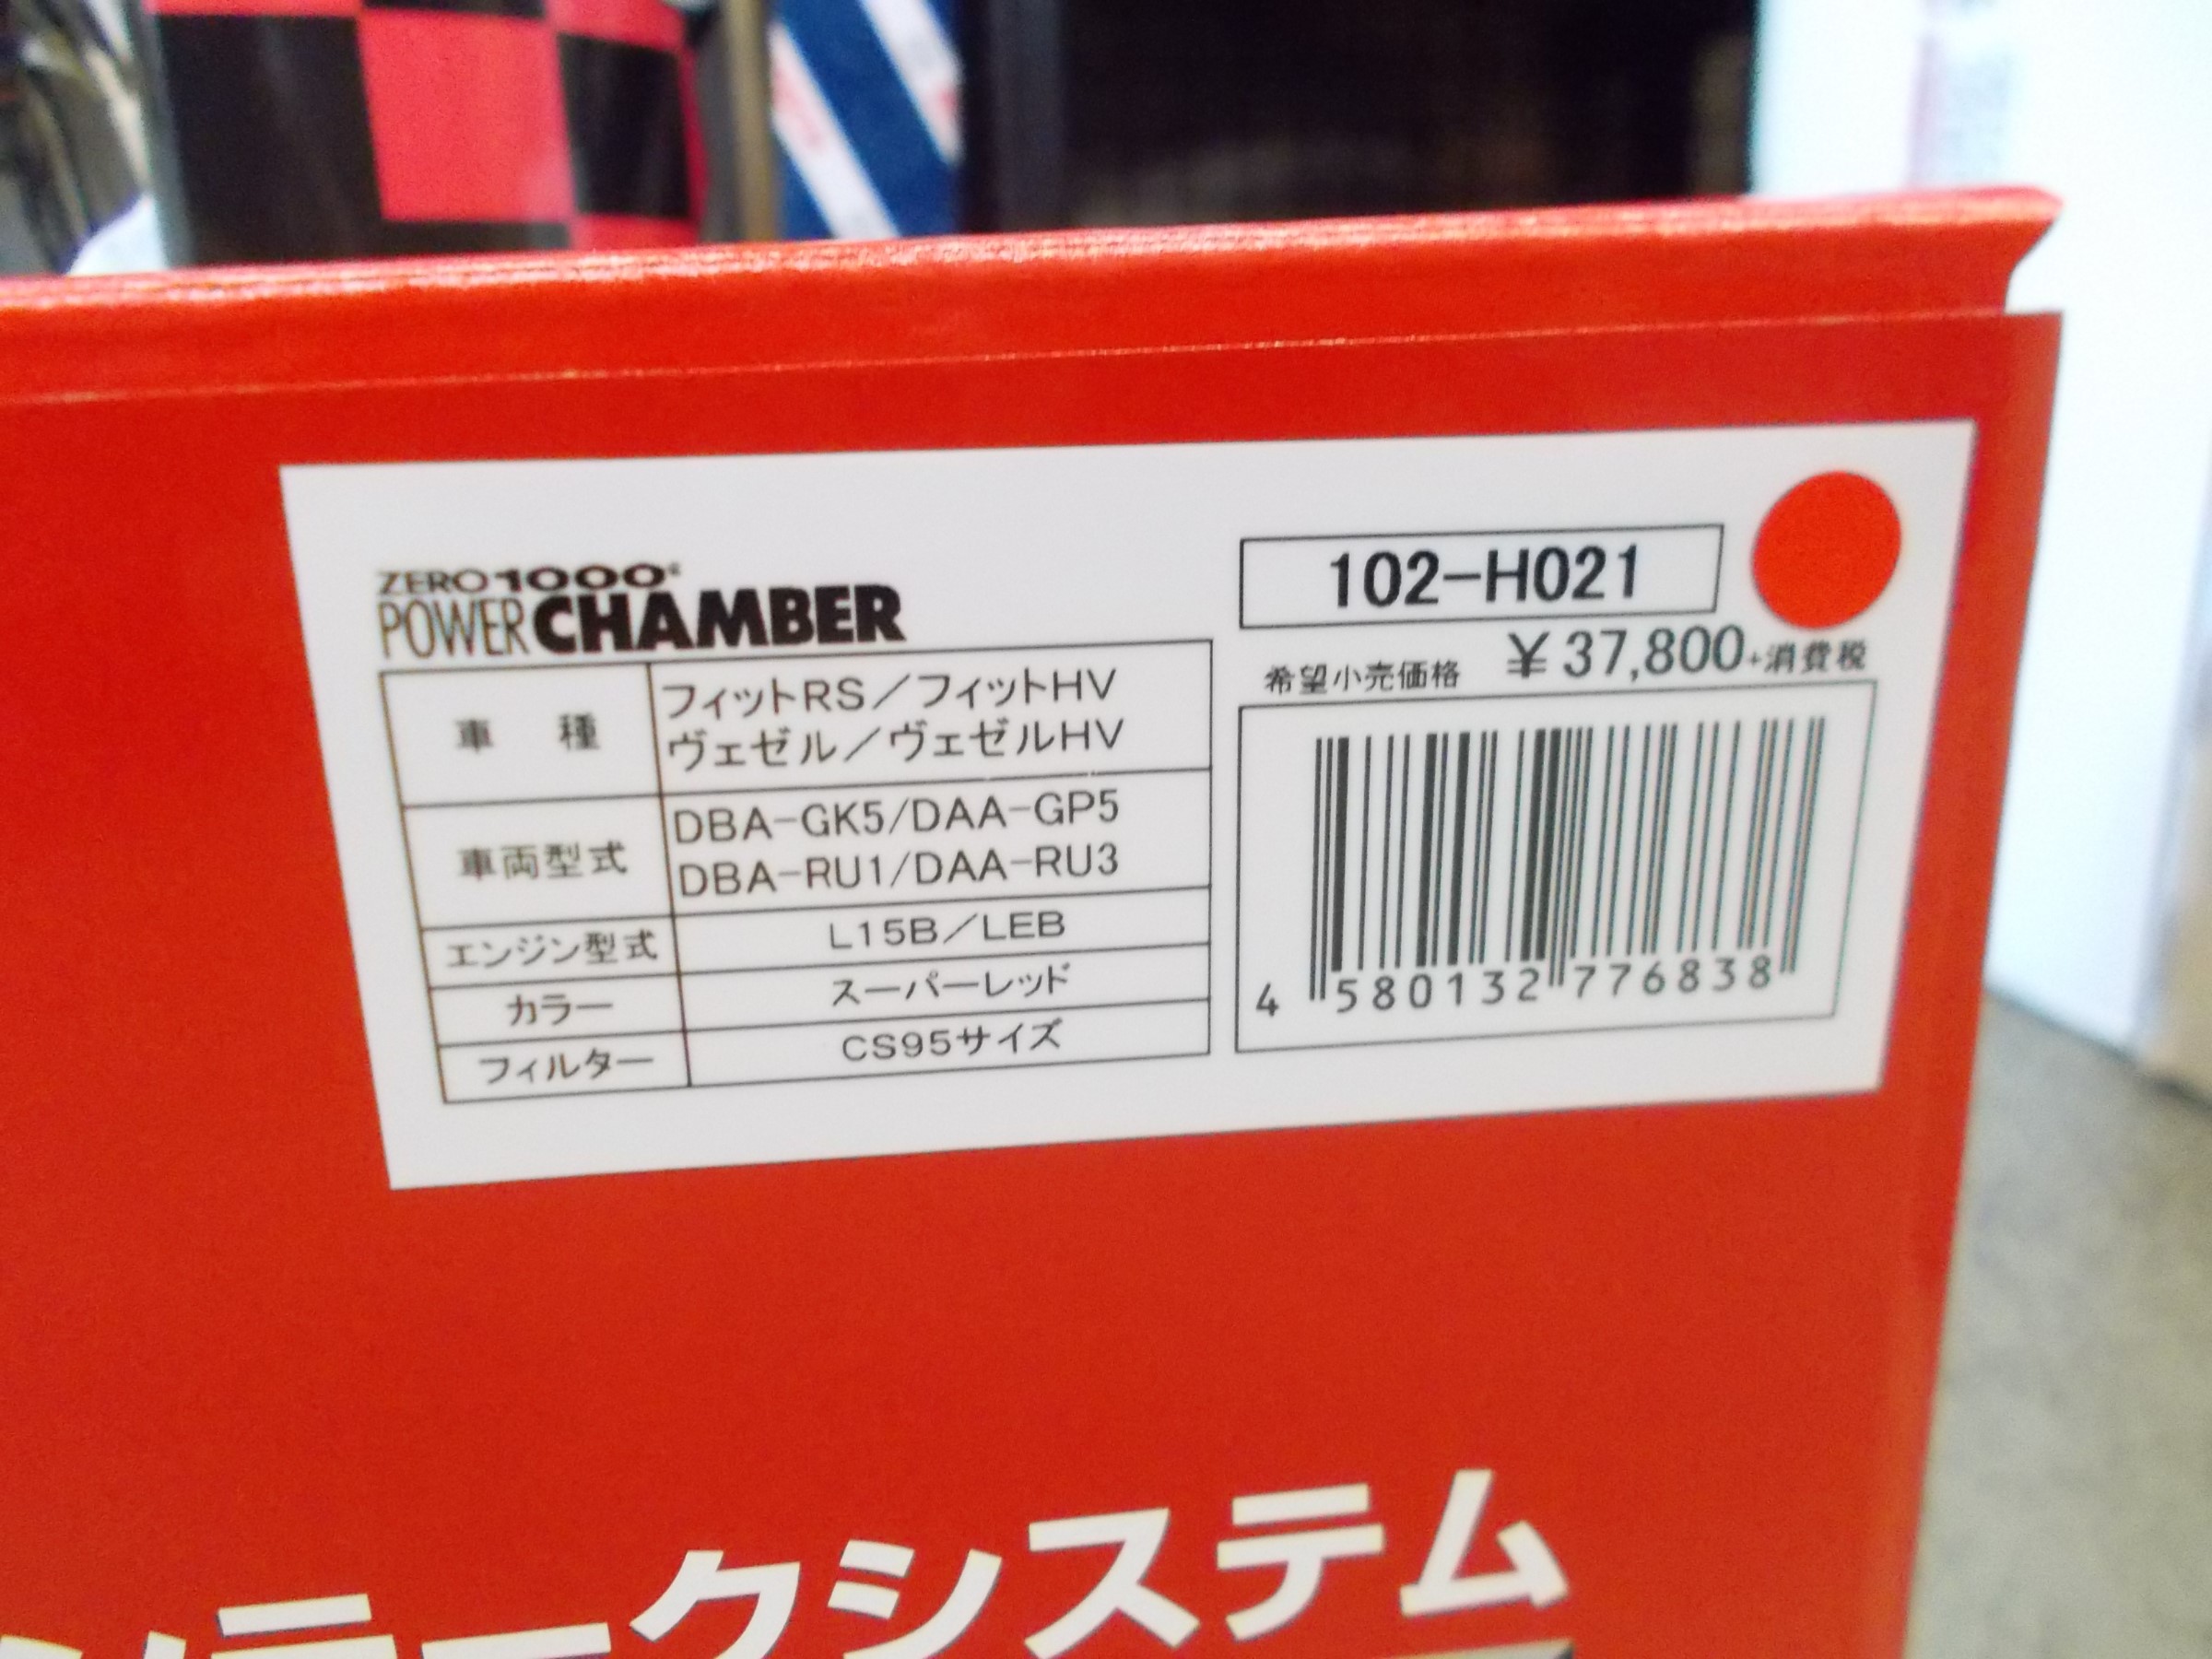 ZERO1000®
POWER CHAMBER
102-H021
希望小売価格 ¥37,800+消費税
車種 フィットRS/フィットHV
ヴェゼル/ヴェゼルHV
車両型式 DBA-GK5/DAA-GP5
DBA-RU1/DAA-RU3
エンジン型式 L15B/LEB
カラー スーパーレッド
フィルター CS95サイズ
4 580132 776838
ンテークシステム